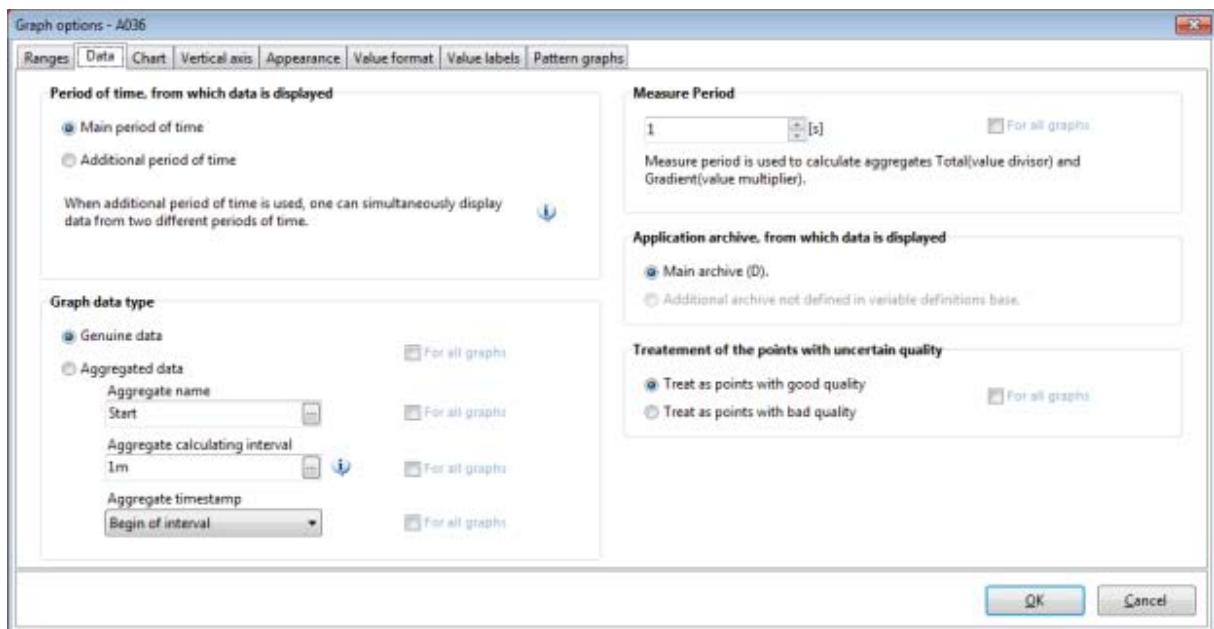 Graph options - A036
Ranges Data Chart Vertical axis Appearance Value format Value labels Pattern graphs
Period of time, from which data is displayed
Main period of time
Additional period of time
When additional period of time is used, one can simultaneously display
data from two different periods of time.
Graph data type
Genuine data
For all graphs
Aggregated data
Aggregate name
Start ...
For all graphs
Aggregate calculating interval
1m ...
For all graphs
Aggregate timestamp
Begin of interval
For all graphs
Measure Period
1 [s]
For all graphs
Measure period is used to calculate aggregates Total(value divisor) and
Gradient(value multiplier).
Application archive, from which data is displayed
Main archive (D).
Additional archive not defined in variable definitions base.
Treatement of the points with uncertain quality
Treat as points with good quality
For all graphs
Treat as points with bad quality
OK Cancel